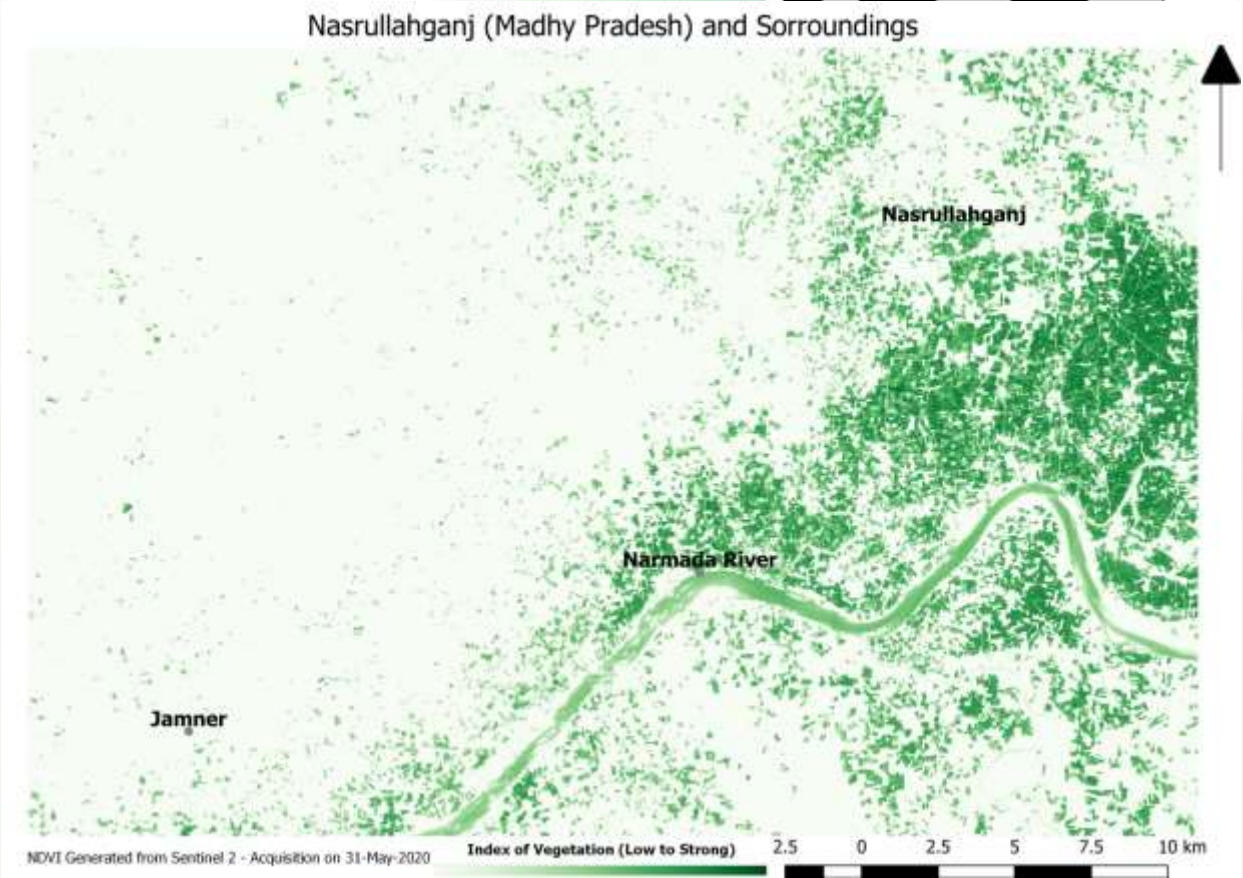 Nasrullahganj (Madhy Pradesh) and Sorroundings
Nasrullahganj
Narmada River
Jamner
NDVI Generated from Sentinel 2 - Acquisition on 31-May-2020
Index of Vegetation (Low to Strong)
2.5 0 2.5 5 7.5 10 km